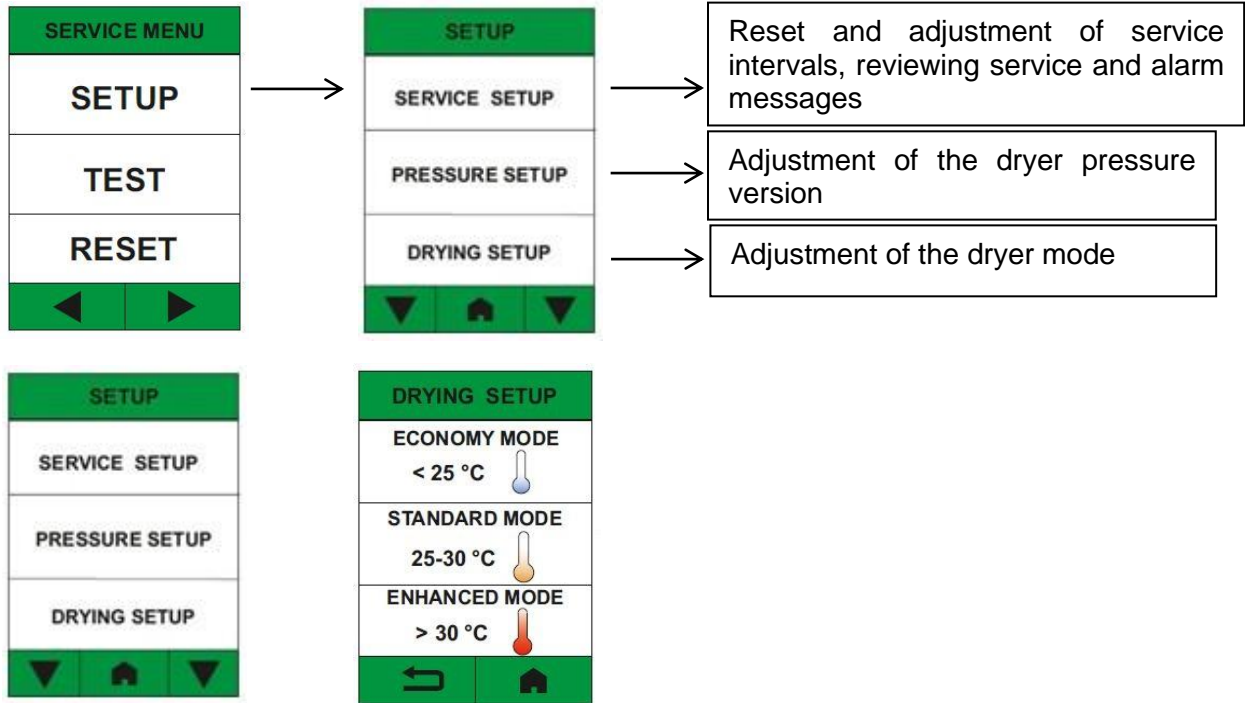 SERVICE MENU
SETUP
TEST
RESET
SETUP
SERVICE SETUP
PRESSURE SETUP
DRYING SETUP
Reset and adjustment of service
intervals, reviewing service and alarm
messages
Adjustment of the dryer pressure
version
Adjustment of the dryer mode
SETUP
SERVICE SETUP
PRESSURE SETUP
DRYING SETUP
DRYING SETUP
ECONOMY MODE
< 25 °C
STANDARD MODE
25-30 °C
ENHANCED MODE
> 30 °C